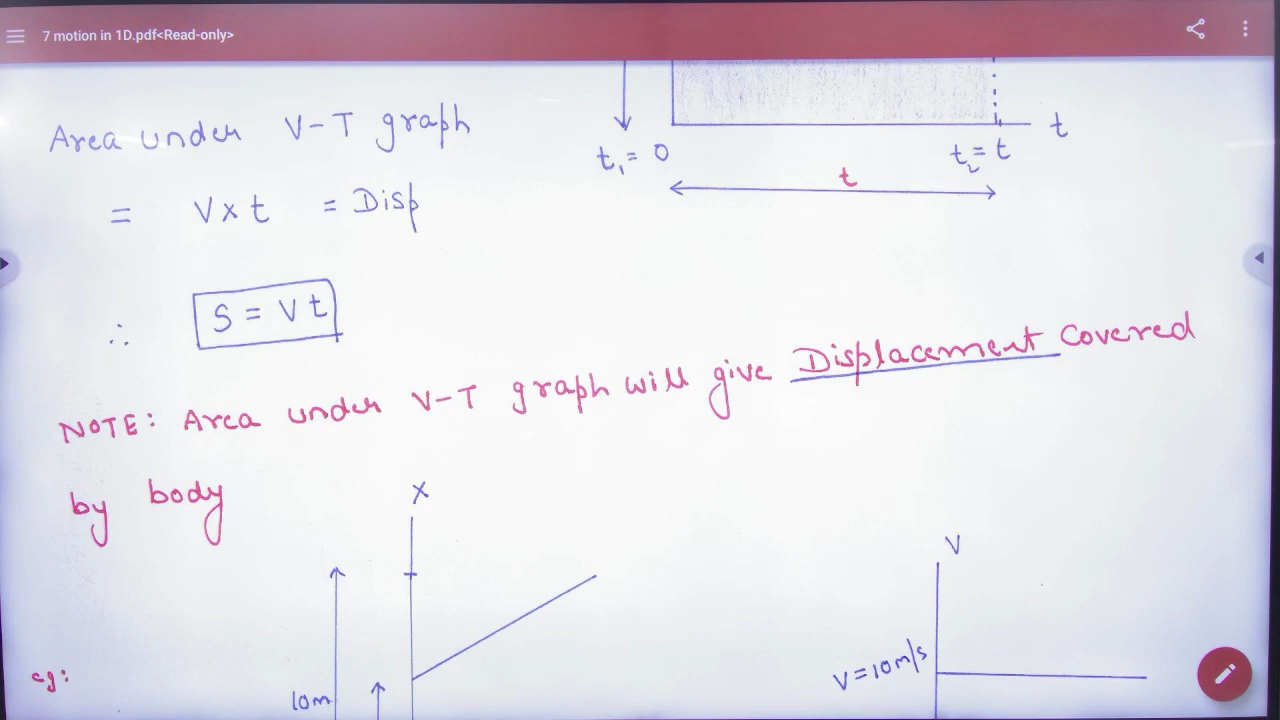 7 motion in 1D.pdf<Read-only>
t
t₁ = 0
t₂ = t
t
Area under V-T graph
= V x t = Disp
∴ S = Vt
NOTE: Area under V-T graph will give Displacement Covered
by body
X
V
eg:
10m
V = 10m/s